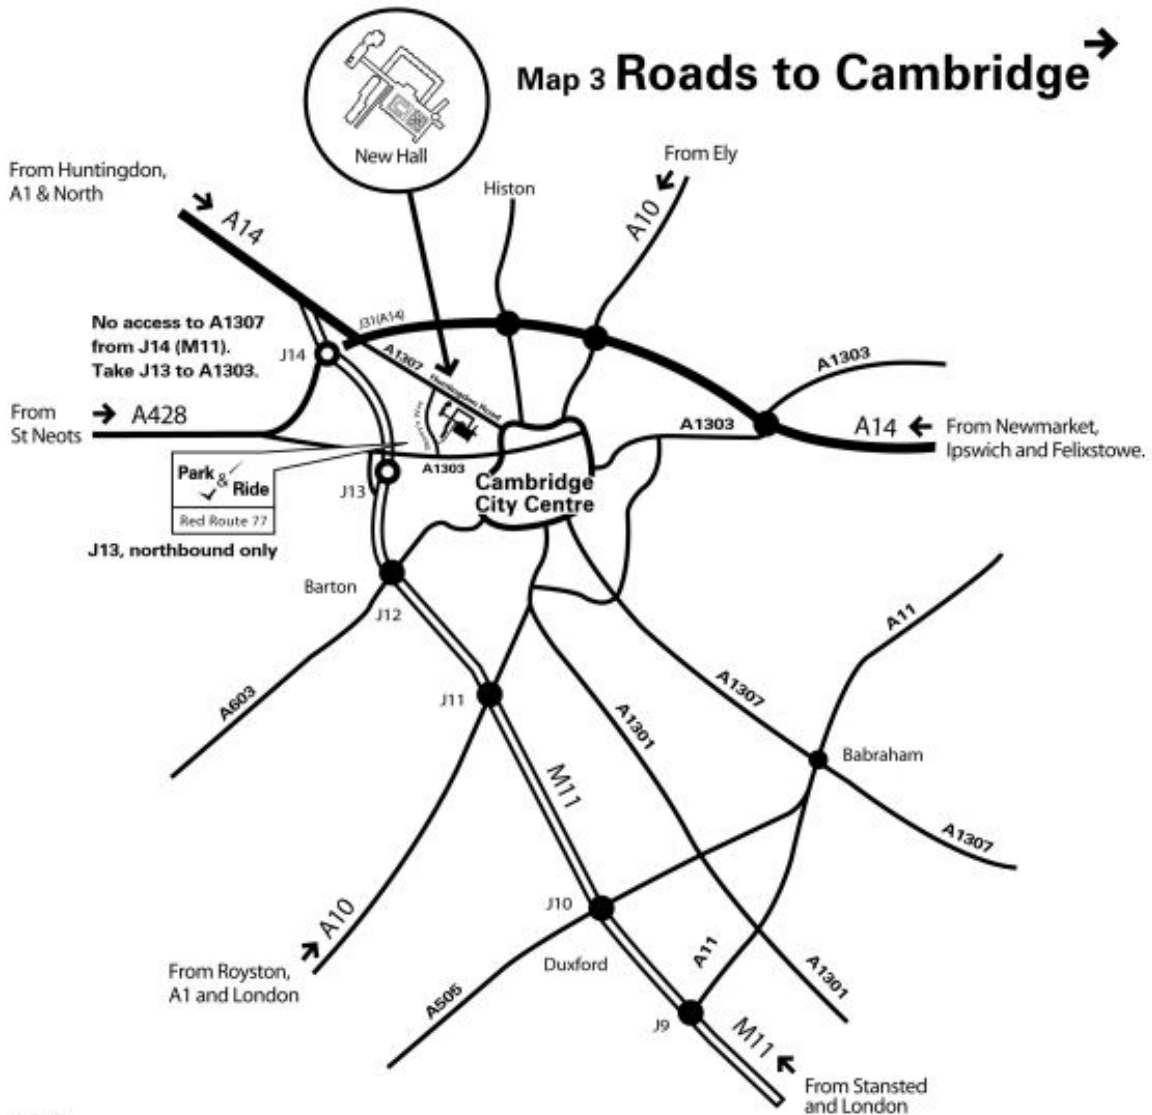 Map 3 Roads to Cambridge
New Hall
From Huntingdon,
A1 & North
A14
Histon
From Ely
A10
No access to A1307
from J14 (M11).
Take J13 to A1303.
J14
J31(A14)
A1307
Huntingdon Road
A1303
From
St Neots
A428
A1303
A14
From Newmarket,
Ipswich and Felixstowe.
Park & Ride
Red Route 77
J13, northbound only
J13
A1303
Cambridge
City Centre
Barton
J12
A603
J11
M11
A1301
A1307
A11
Babraham
A1307
A10
From Royston,
A1 and London
J10
Duxford
A505
A11
A1301
J9
M11
From Stansted
and London